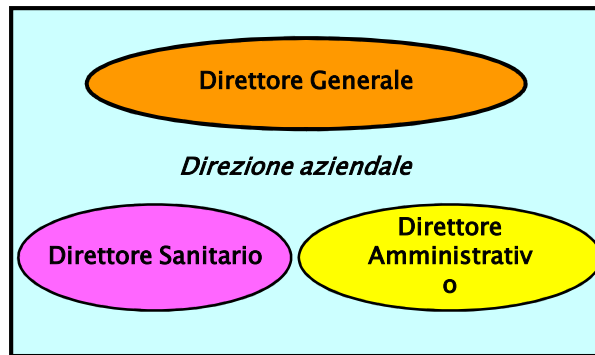 Direttore Generale
Direzione aziendale
Direttore Sanitario
Direttore
Amministrativ
o